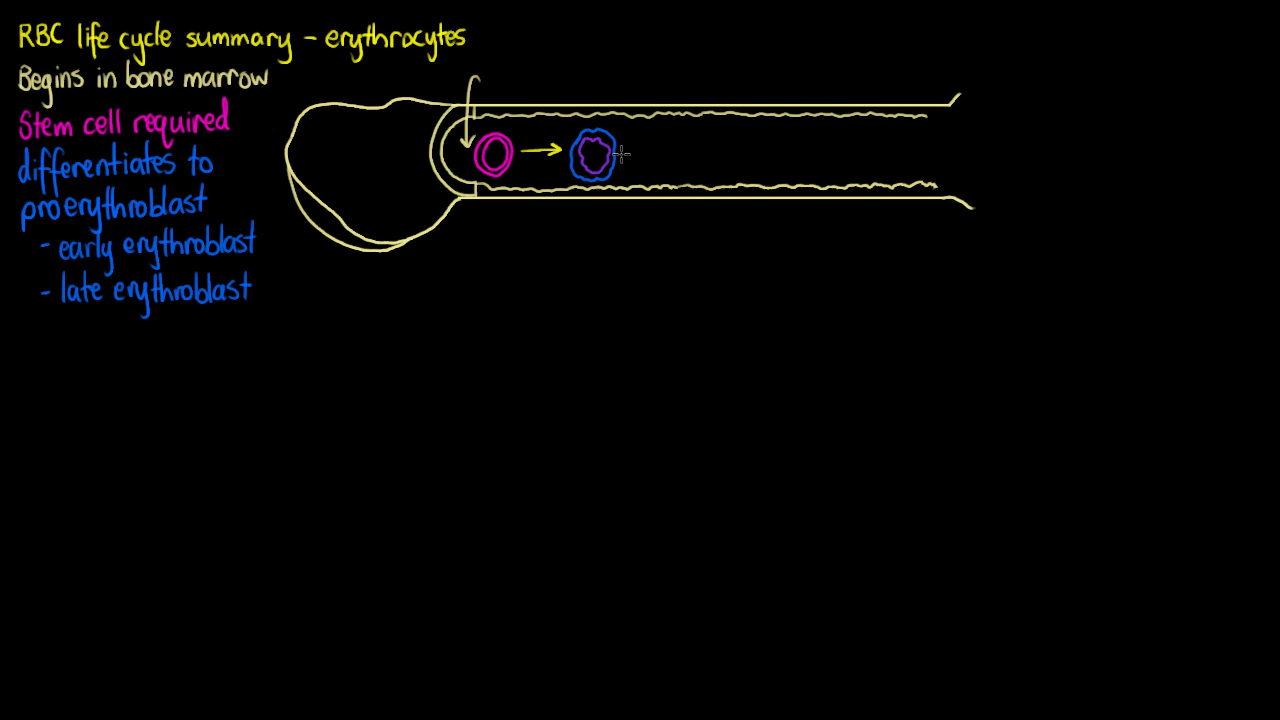 RBC life cycle summary - erythrocytes
Begins in bone marrow
Stem cell required
differentiates to
proerythroblast
- early erythroblast
- late erythroblast